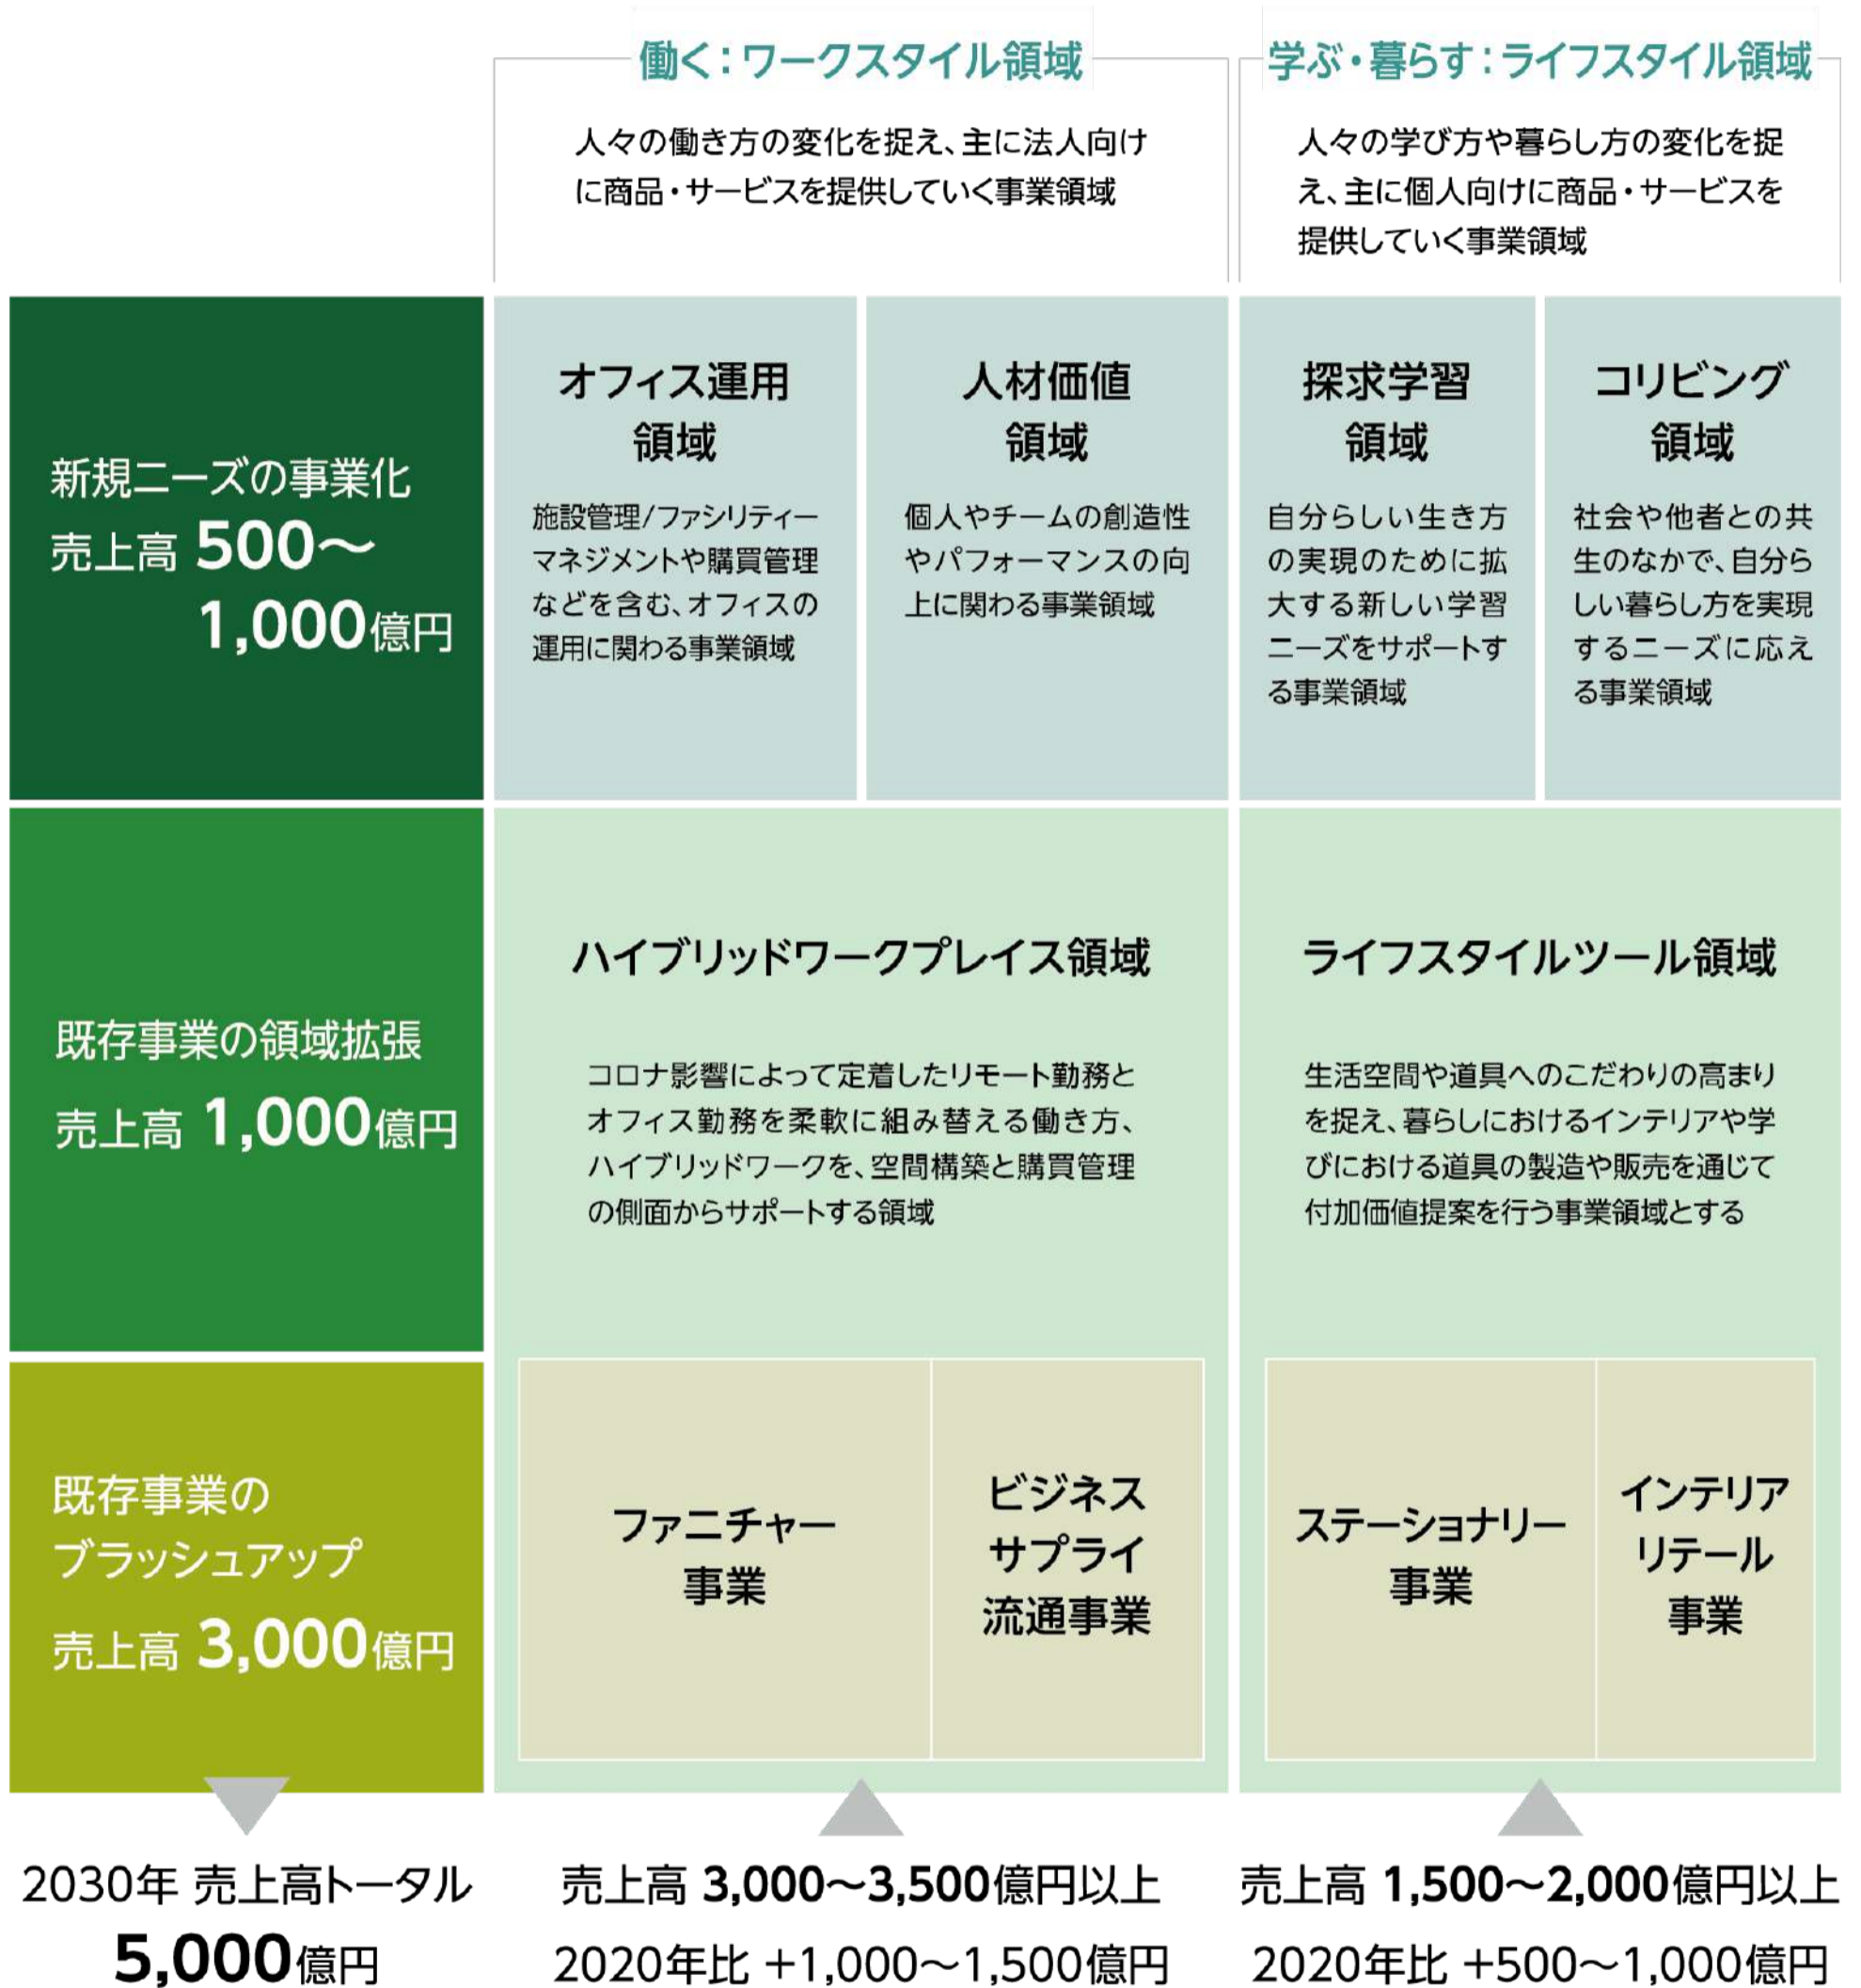 働く：ワークスタイル領域
人々の働き方の変化を捉え、主に法人向け
に商品・サービスを提供していく事業領域
学ぶ・暮らす：ライフスタイル領域
人々の学び方や暮らし方の変化を捉
え、主に個人向けに商品・サービスを
提供していく事業領域
新規ニーズの事業化
売上高 500〜
1,000億円
オフィス運用
領域
施設管理/ファシリティー
マネジメントや購買管理
などを含む、オフィスの
運用に関わる事業領域
人材価値
領域
個人やチームの創造性
やパフォーマンスの向
上に関わる事業領域
探求学習
領域
自分らしい生き方
の実現のために拡
大する新しい学習
ニーズをサポートす
る事業領域
コリビング
領域
社会や他者との共
生のなかで、自分ら
しい暮らし方を実現
するニーズに応え
る事業領域
既存事業の領域拡張
売上高 1,000億円
ハイブリッドワークプレイス領域
コロナ影響によって定着したリモート勤務と
オフィス勤務を柔軟に組み替える働き方、
ハイブリッドワークを、空間構築と購買管理
の側面からサポートする領域
ライフスタイルツール領域
生活空間や道具へのこだわりの高まり
を捉え、暮らしにおけるインテリアや学
びにおける道具の製造や販売を通じて
付加価値提案を行う事業領域とする
既存事業の
ブラッシュアップ
売上高 3,000億円
ファニチャー
事業
ビジネス
サプライ
流通事業
ステーショナリー
事業
インテリア
リテール
事業
2030年 売上高トータル
5,000億円
売上高 3,000〜3,500億円以上
2020年比 +1,000〜1,500億円
売上高 1,500〜2,000億円以上
2020年比 +500〜1,000億円